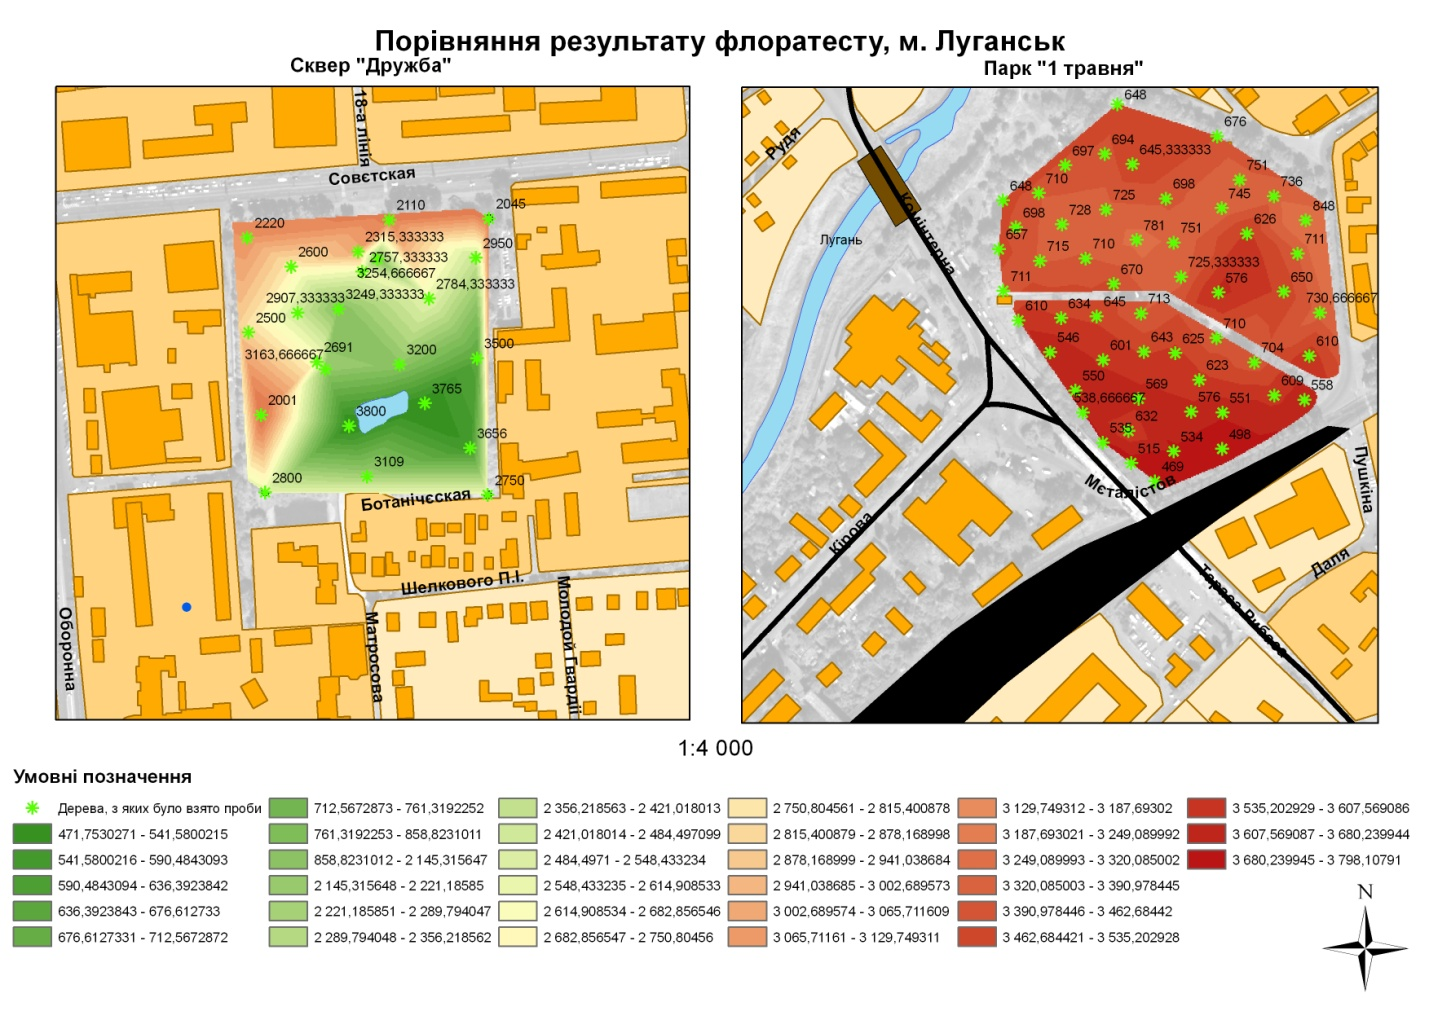 Порівняння результату флоратесту, м. Луганськ
Сквер "Дружба"
Парк "1 травня"
18-а лінія
Совєтская
2220
2110
2045
2315,333333
2600
2950
2757,333333
3254,666667
2784,333333
2907,333333
3249,333333
2500
3163,666667
2691
3200
3500
2001
3765
3800
3656
3109
2800
2750
Ботанічєская
Шелкового П.І.
Оборонна
Матросова
Молодой Гвардії
Рудя
Лугань
Комінтерна
648
676
694
697
645,333333
751
710
648
736
698
725
745
728
698
848
626
657
781
751
715
710
711
725,333333
670
576
711
650
730,666667
610
634
645
713
710
546
601
643
625
704
610
623
550
569
609
558
538,666667
576
551
632
535
534
498
515
469
Мєталістов
Кірова
Пушкіна
Даля
Тараса Рибаса
1:4 000
Умовні позначення
Дерева, з яких було взято проби
471,7530271 - 541,5800215
541,5800216 - 590,4843093
590,4843094 - 636,3923842
636,3923843 - 676,612733
676,6127331 - 712,5672872
712,5672873 - 761,3192252
761,3192253 - 858,8231011
858,8231012 - 2 145,315647
2 145,315648 - 2 221,18585
2 221,185851 - 2 289,794047
2 289,794048 - 2 356,218562
2 356,218563 - 2 421,018013
2 421,018014 - 2 484,497099
2 484,4971 - 2 548,433234
2 548,433235 - 2 614,908533
2 614,908534 - 2 682,856546
2 682,856547 - 2 750,80456
2 750,804561 - 2 815,400878
2 815,400879 - 2 878,168998
2 878,168999 - 2 941,038684
2 941,038685 - 3 002,689573
3 002,689574 - 3 065,711609
3 065,71161 - 3 129,749311
3 129,749312 - 3 187,69302
3 187,693021 - 3 249,089992
3 249,089993 - 3 320,085002
3 320,085003 - 3 390,978445
3 390,978446 - 3 462,68442
3 462,684421 - 3 535,202928
3 535,202929 - 3 607,569086
3 607,569087 - 3 680,239944
3 680,239945 - 3 798,10791
N